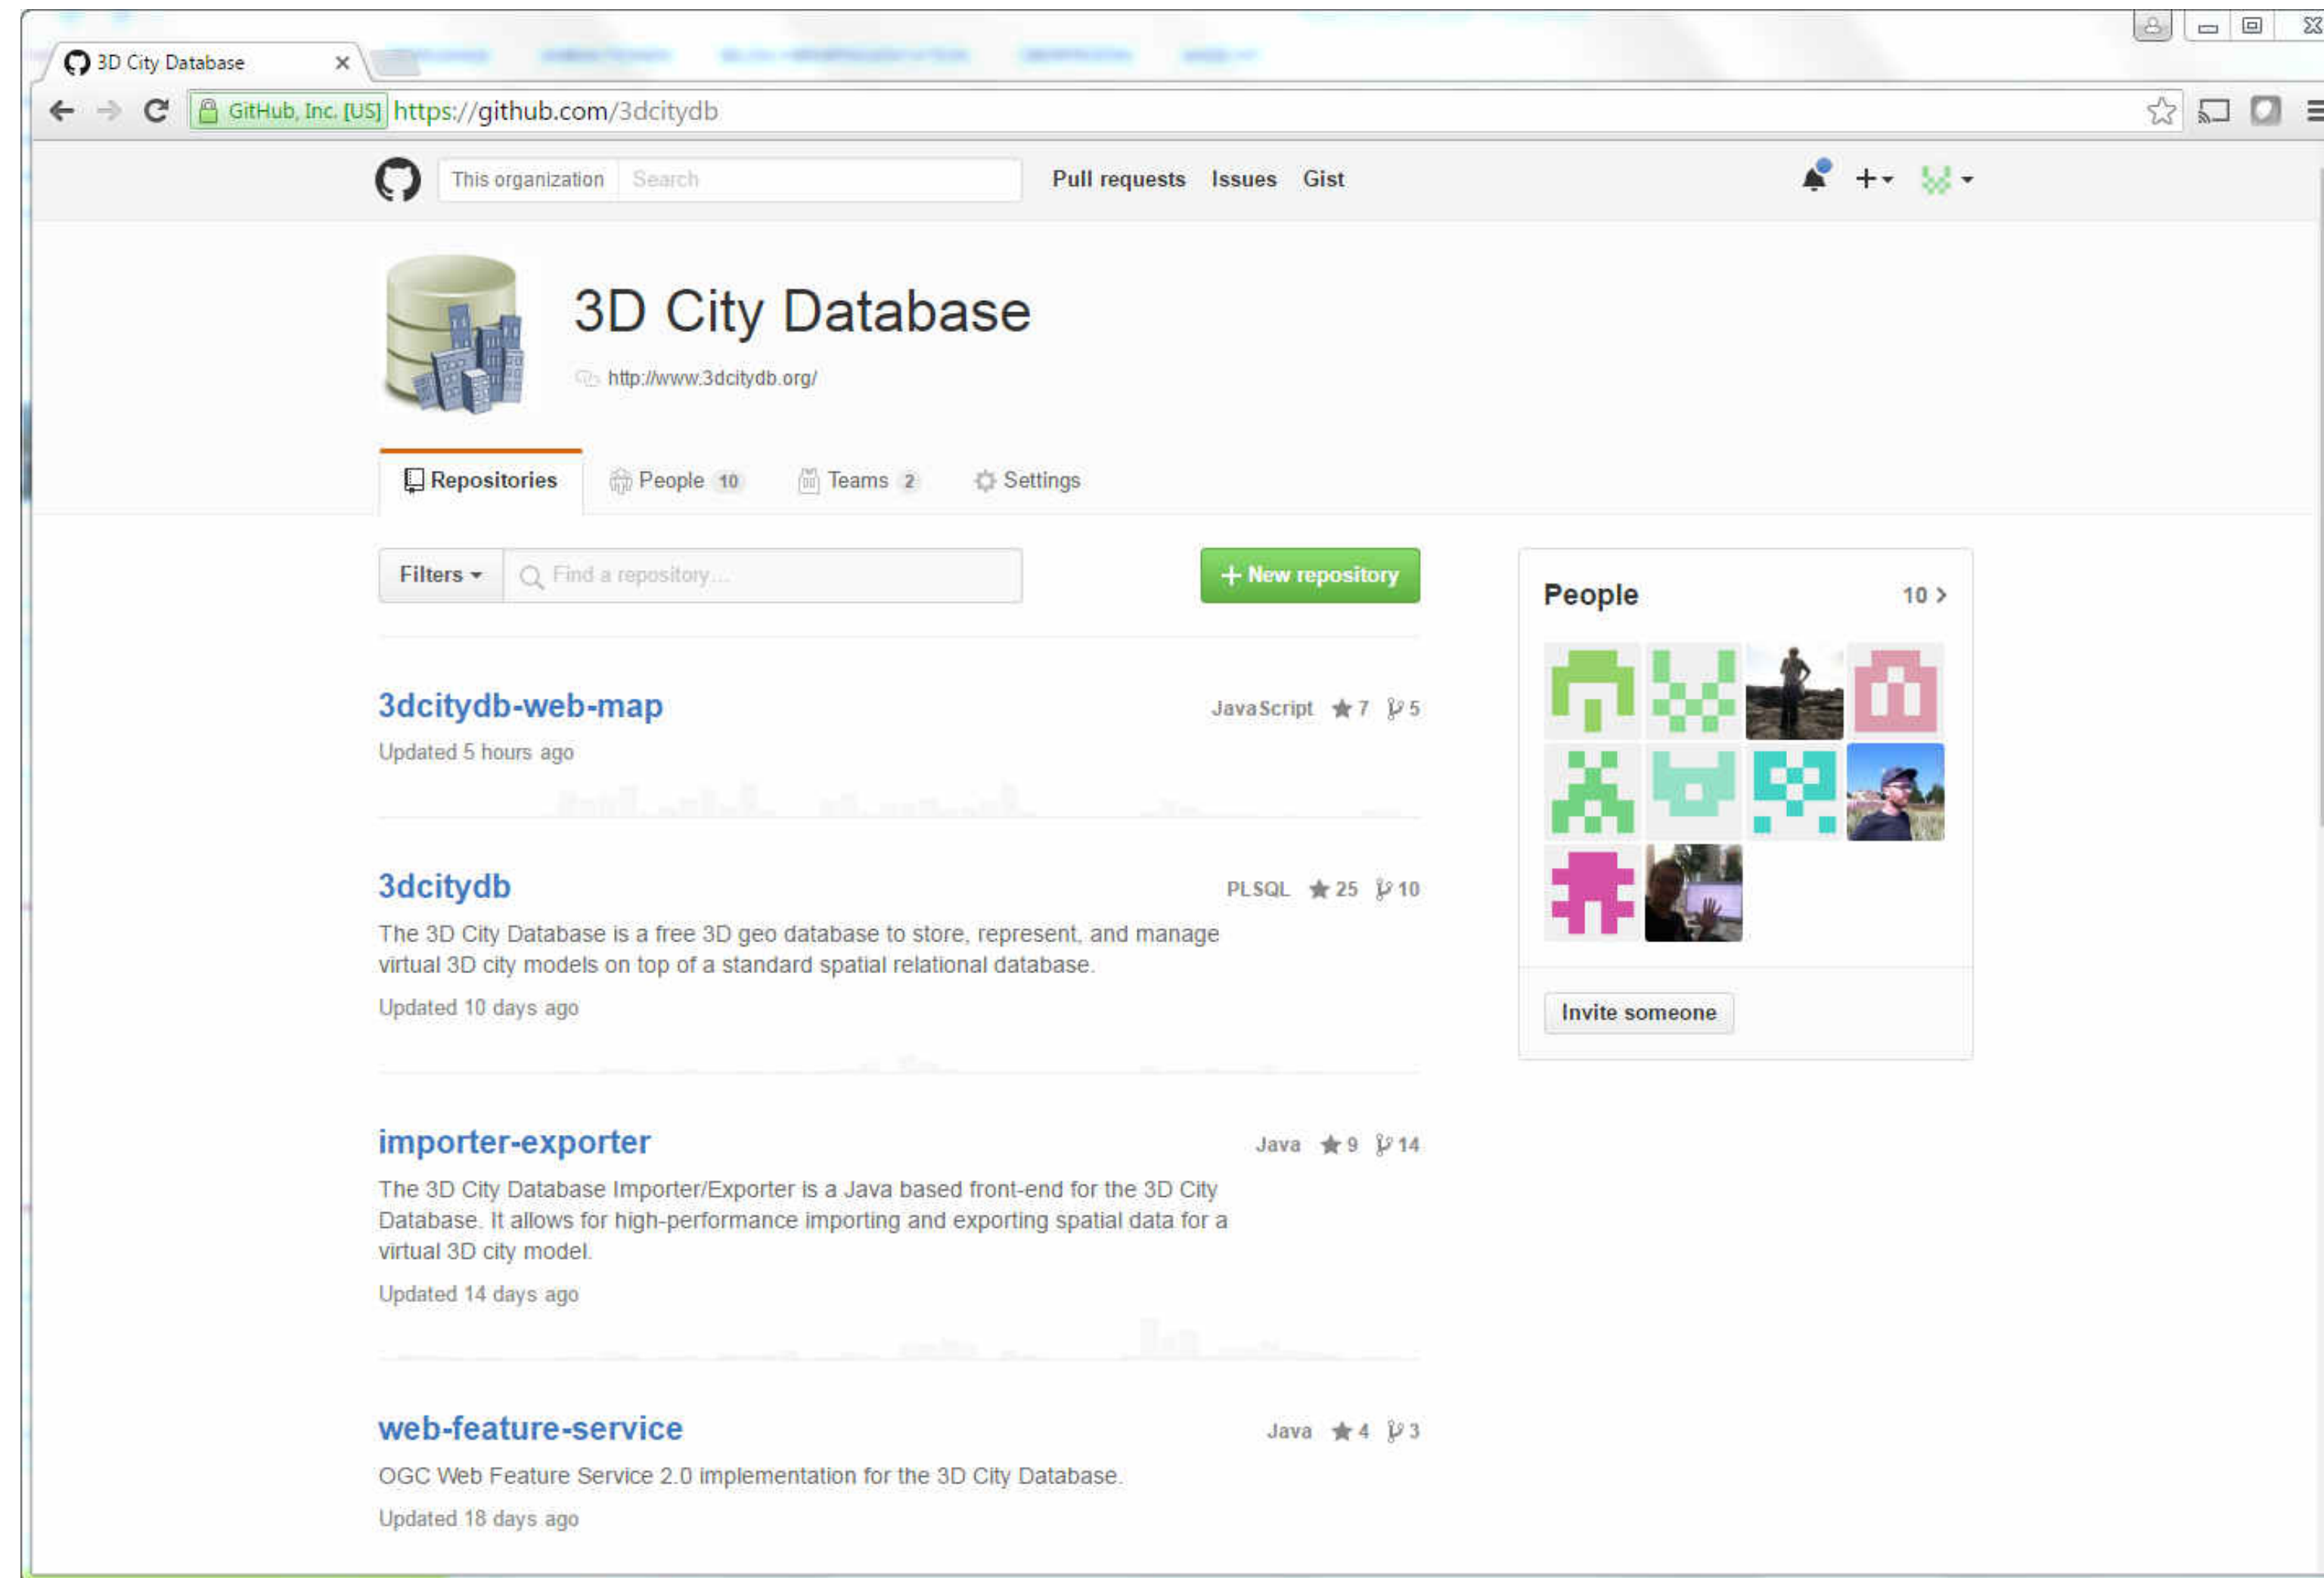 3D City Database
GitHub, Inc. [US] https://github.com/3dcitydb
This organization Search Pull requests Issues Gist
3D City Database
http://www.3dcitydb.org/
Repositories People 10 Teams 2 Settings
Filters Find a repository... + New repository
People 10 >
3dcitydb-web-map JavaScript 7 5
Updated 5 hours ago
3dcitydb PLSQL 25 10
The 3D City Database is a free 3D geo database to store, represent, and manage
virtual 3D city models on top of a standard spatial relational database.
Updated 10 days ago
Invite someone
importer-exporter Java 9 14
The 3D City Database Importer/Exporter is a Java based front-end for the 3D City
Database. It allows for high-performance importing and exporting spatial data for a
virtual 3D city model.
Updated 14 days ago
web-feature-service Java 4 3
OGC Web Feature Service 2.0 implementation for the 3D City Database.
Updated 18 days ago